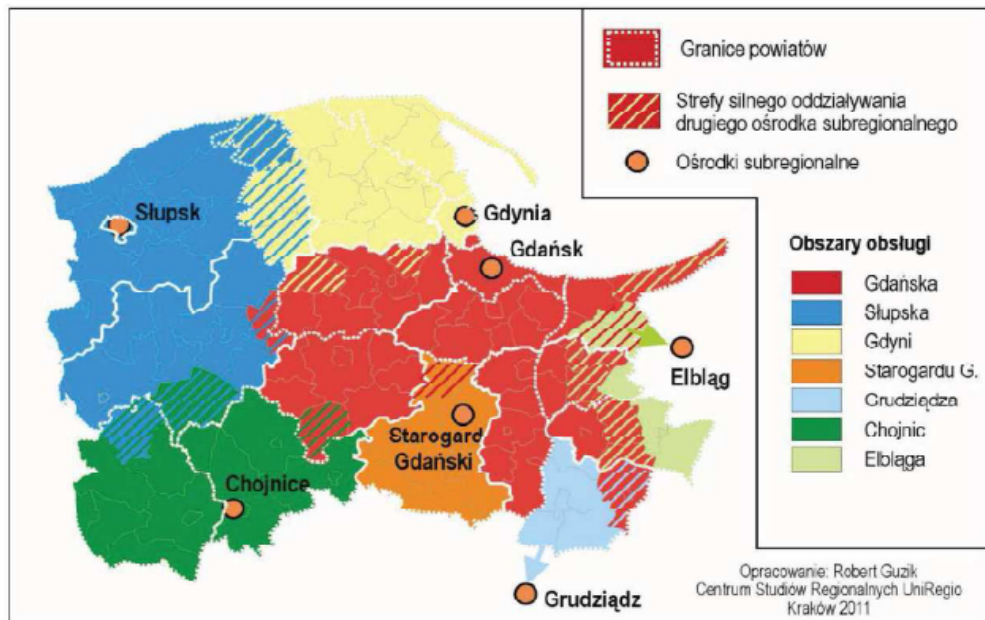 Granice powiatów
Strefy silnego oddziaływania
drugiego ośrodka subregionalnego
Ośrodki subregionalne
Słupsk
Gdynia
Gdańsk
Elbląg
Starogard
Gdański
Chojnice
Grudziądz
Obszary obsługi
Gdańska
Słupska
Gdyni
Starogardu G.
Grudziądza
Chojnic
Elbląga
Opracowanie: Robert Guzik
Centrum Studiów Regionalnych UniRegio
Kraków 2011